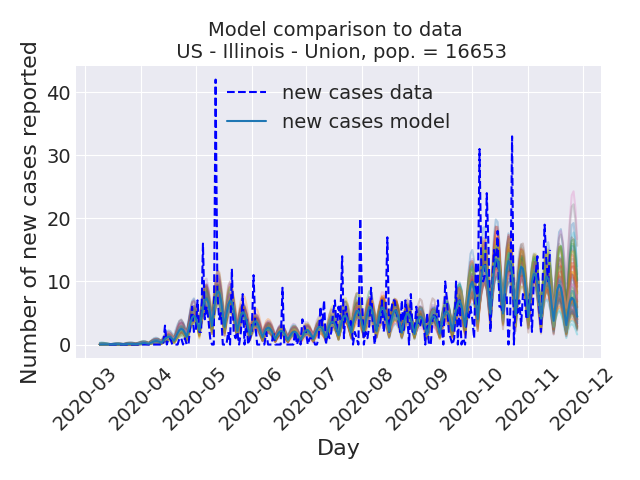 Model comparison to data
US - Illinois - Union, pop. = 16653
Number of new cases reported
40
30
20
10
0
new cases data
new cases model
2020-03
2020-04
2020-05
2020-06
2020-07
2020-08
2020-09
2020-10
2020-11
2020-12
Day